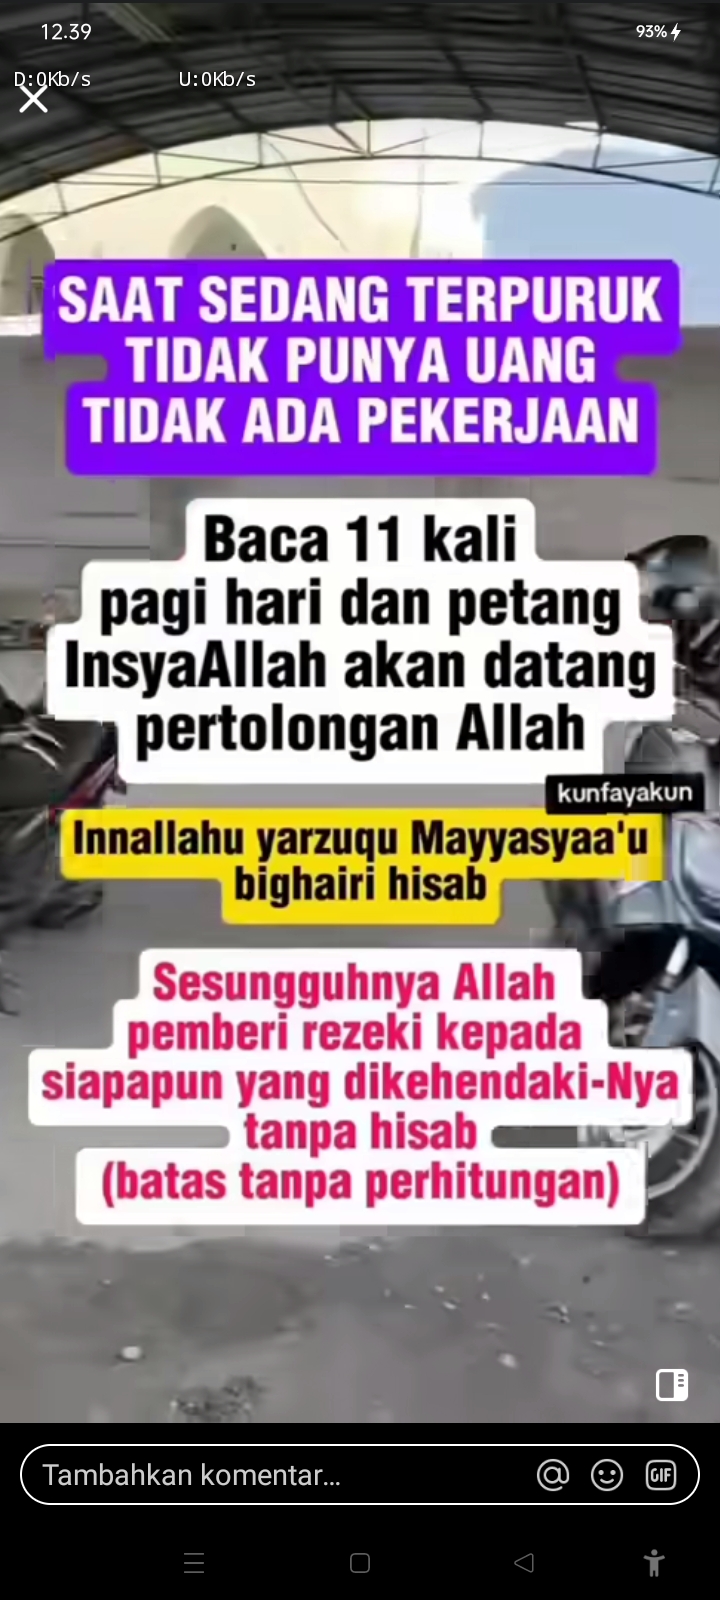 12.39
93%
D:0Kb/s U:0Kb/s
SAAT SEDANG TERPURUK
TIDAK PUNYA UANG
TIDAK ADA PEKERJAAN
Baca 11 kali
pagi hari dan petang
InsyaAllah akan datang
pertolongan Allah
kunfayakun
Innallahu yarzuqu Mayyasyaa'u
bighairi hisab
Sesungguhnya Allah
pemberi rezeki kepada
siapapun yang dikehendaki-Nya
tanpa hisab
(batas tanpa perhitungan)
Tambahkan komentar...
GIF